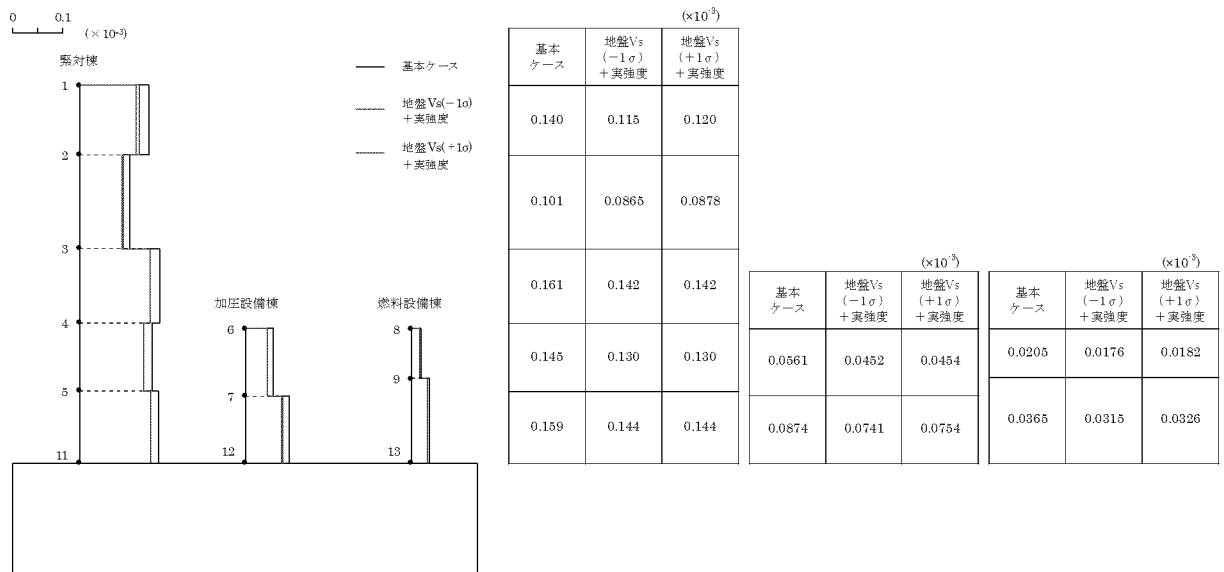 0 0.1
(×10⁻³)
緊対棟
1
2
3
4
5
11
加圧設備棟
6
7
12
燃料設備棟
8
9
13
基本ケース
地盤Vs(−1σ)
＋実強度
地盤Vs(+1σ)
＋実強度
(×10⁻³)
基本 地盤Vs 地盤Vs
ケース (−1σ) (+1σ)
＋実強度 ＋実強度
0.140 0.115 0.120
0.101 0.0865 0.0878
0.161 0.142 0.142
0.145 0.130 0.130
0.159 0.144 0.144
(×10⁻³)
基本 地盤Vs 地盤Vs
ケース (−1σ) (+1σ)
＋実強度 ＋実強度
0.0561 0.0452 0.0454
0.0874 0.0741 0.0754
(×10⁻³)
基本 地盤Vs 地盤Vs
ケース (−1σ) (+1σ)
＋実強度 ＋実強度
0.0205 0.0176 0.0182
0.0365 0.0315 0.0326